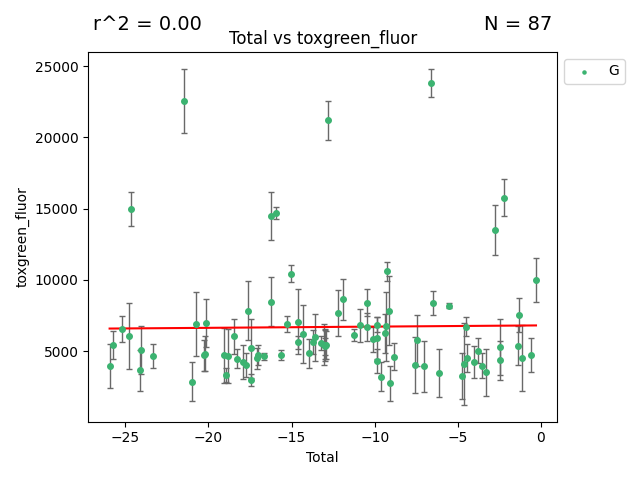 r^2 = 0.00
N = 87
Total vs toxgreen_fluor
G
25000
20000
15000
10000
5000
toxgreen_fluor
−25
−20
−15
−10
−5
0
Total